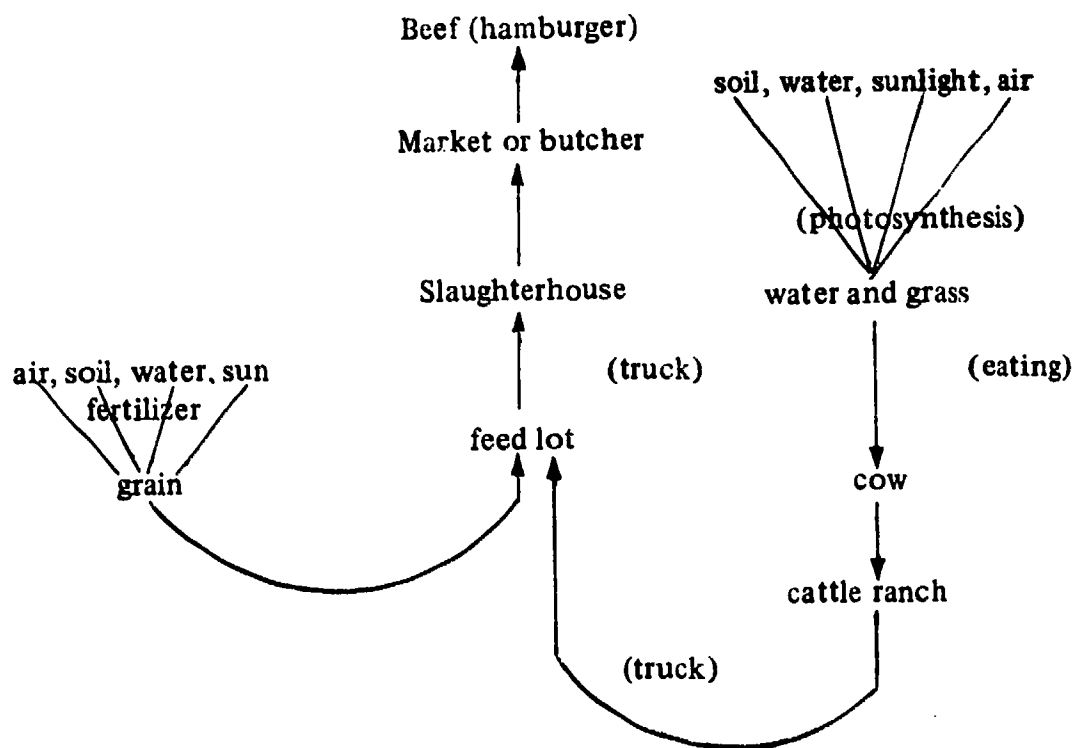 Beef (hamburger)
soil, water, sunlight, air
Market or butcher
(photosynthesis)
Slaughterhouse
water and grass
air, soil, water, sun
fertilizer
(truck)
(eating)
feed lot
grain
cow
cattle ranch
(truck)